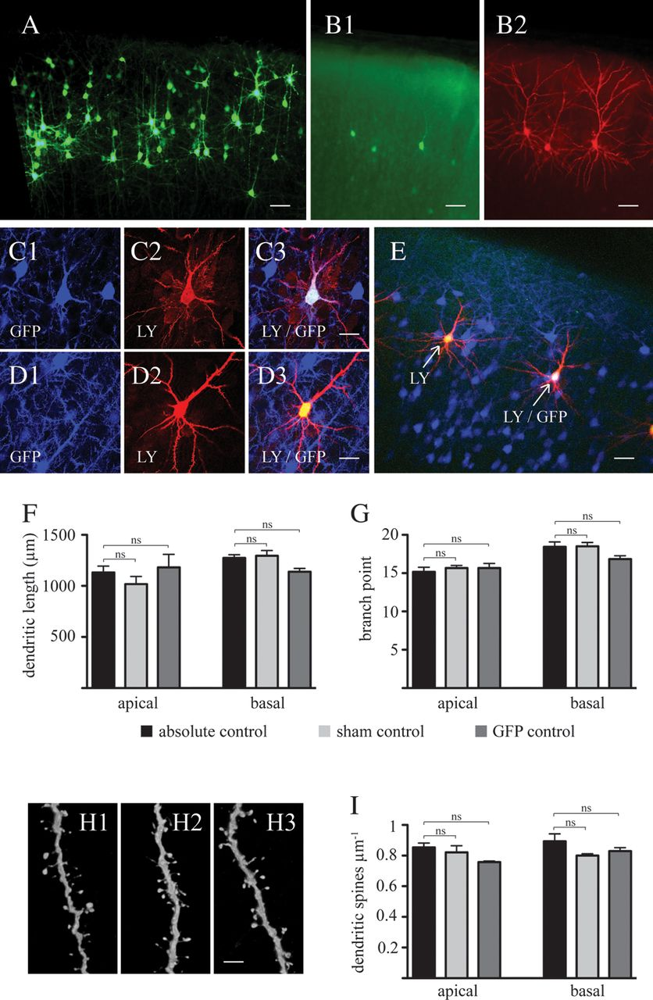 A
B1
B2
C1
GFP
C2
LY
C3
LY / GFP
E
LY
LY / GFP
D1
GFP
D2
LY
D3
LY / GFP
F
dendritic length (μm)
1500
1000
500
ns
ns
ns
ns
apical
basal
G
branch point
20
15
10
5
ns
ns
ns
ns
apical
basal
absolute control
sham control
GFP control
H1
H2
H3
I
dendritic spines μm⁻¹
1
0.8
0.6
0.4
0.2
ns
ns
ns
ns
apical
basal